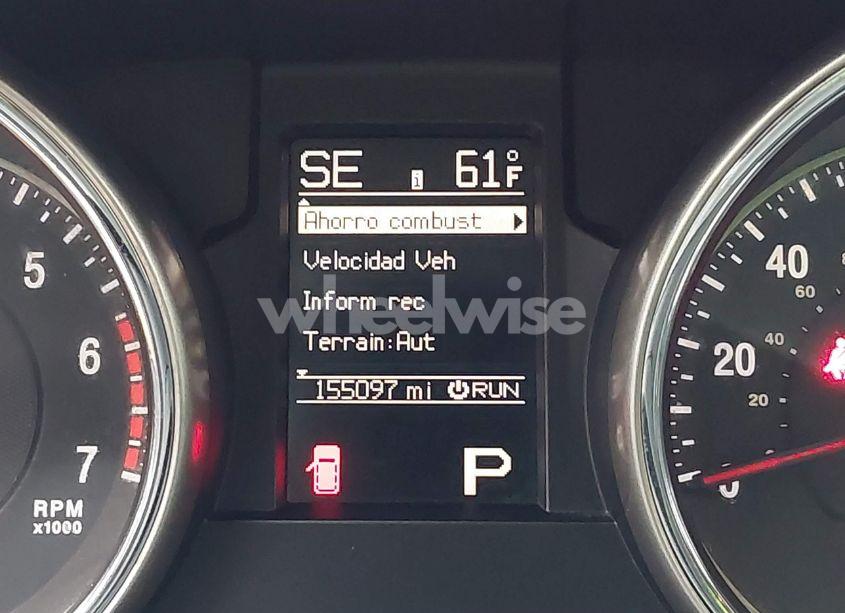 SE i 61°F
Ahorro combust
Velocidad Veh
Inform rec
Terrain:Aut
155097 mi RUN
P
5
6
7
RPM
x1000
40
60
20
40
20
0
wheelwise